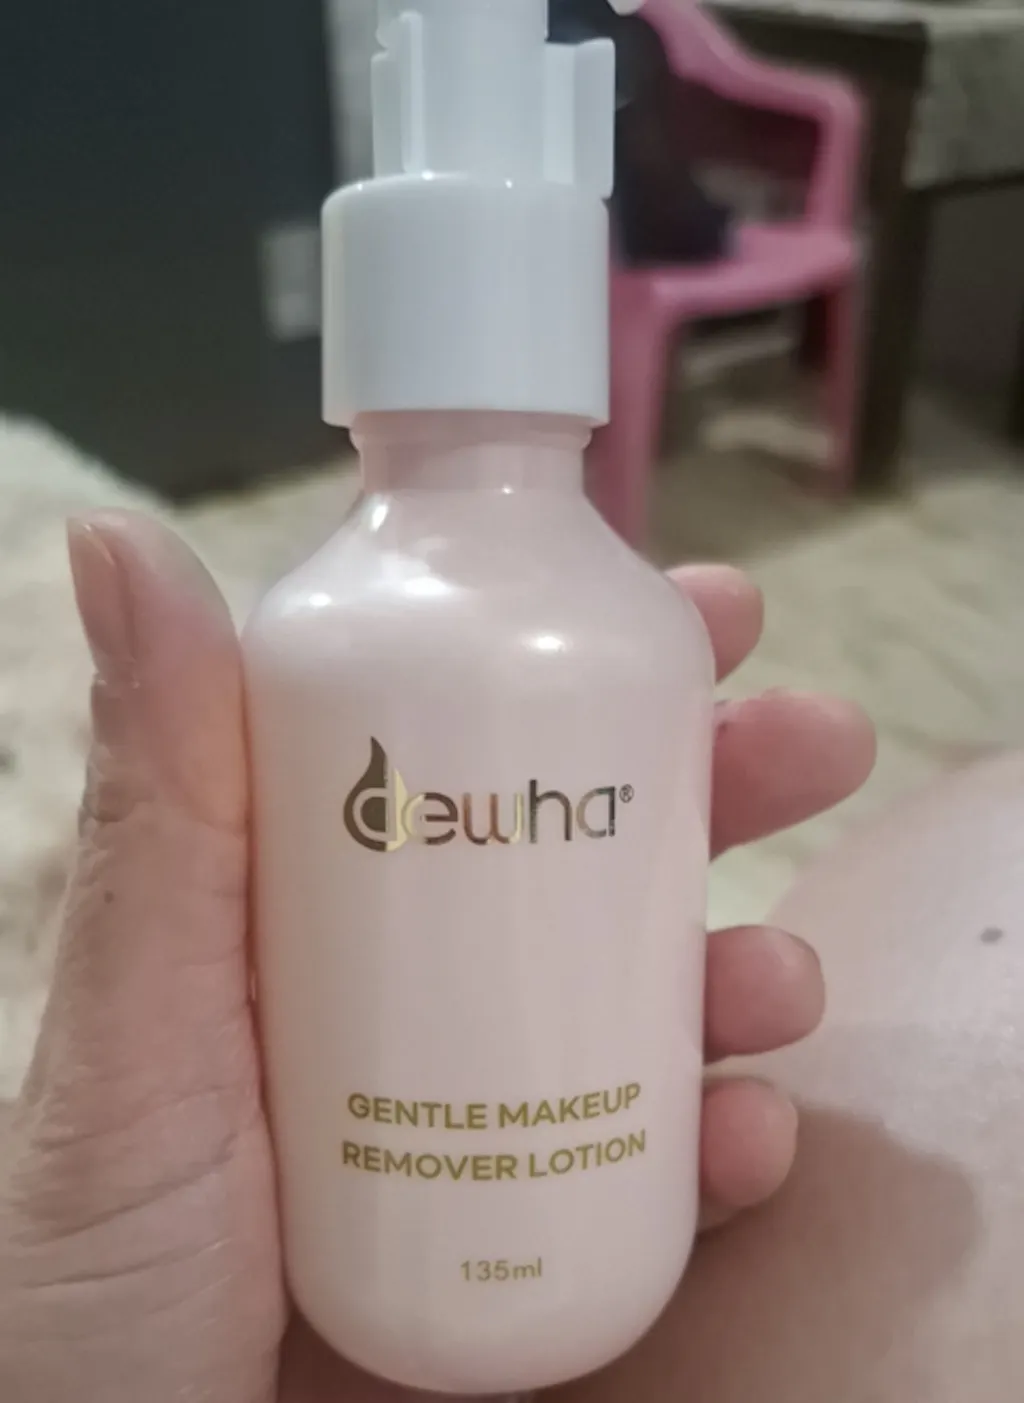 dewha®
GENTLE MAKEUP
REMOVER LOTION
135ml